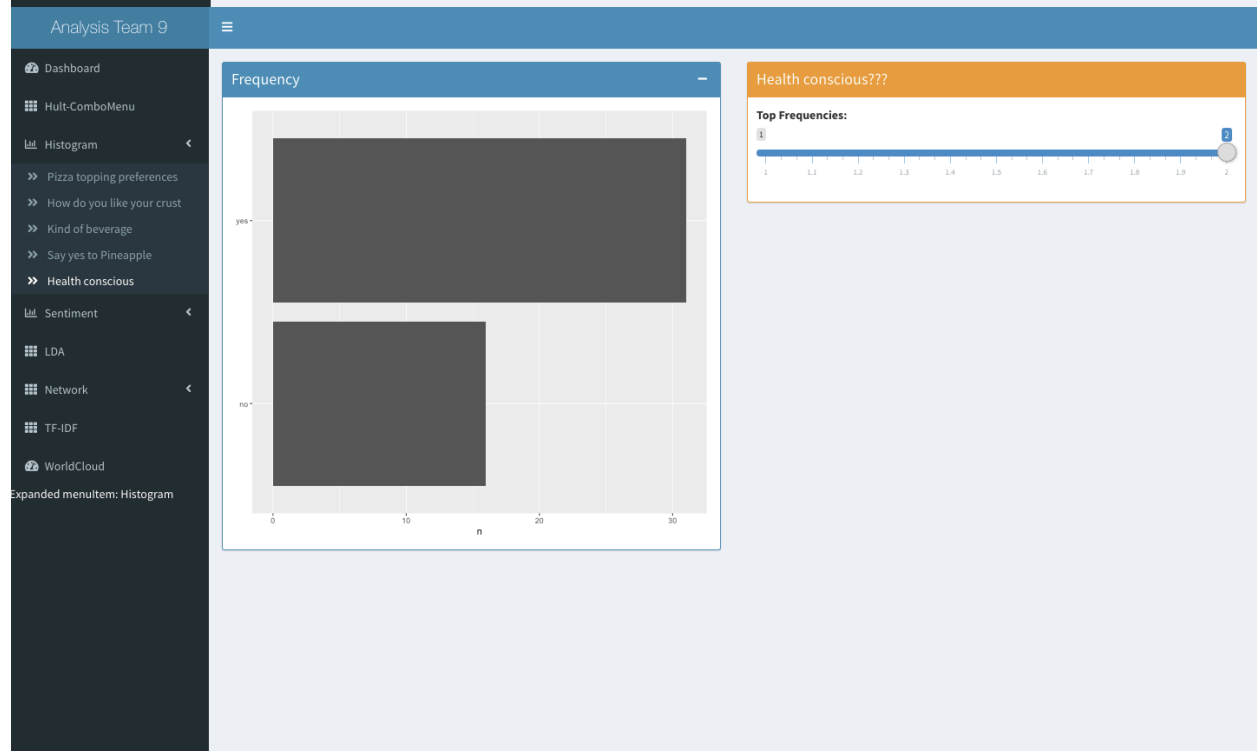 Analysis Team 9
Dashboard
Hult-ComboMenu
Histogram
Pizza topping preferences
How do you like your crust
Kind of beverage
Say yes to Pineapple
Health conscious
Sentiment
LDA
Network
TF-IDF
WorldCloud
Expanded menuItem: Histogram
Frequency
yes
no
0 10 20 30
n
Health conscious???
Top Frequencies:
1 2
1 1.1 1.2 1.3 1.4 1.5 1.6 1.7 1.8 1.9 2